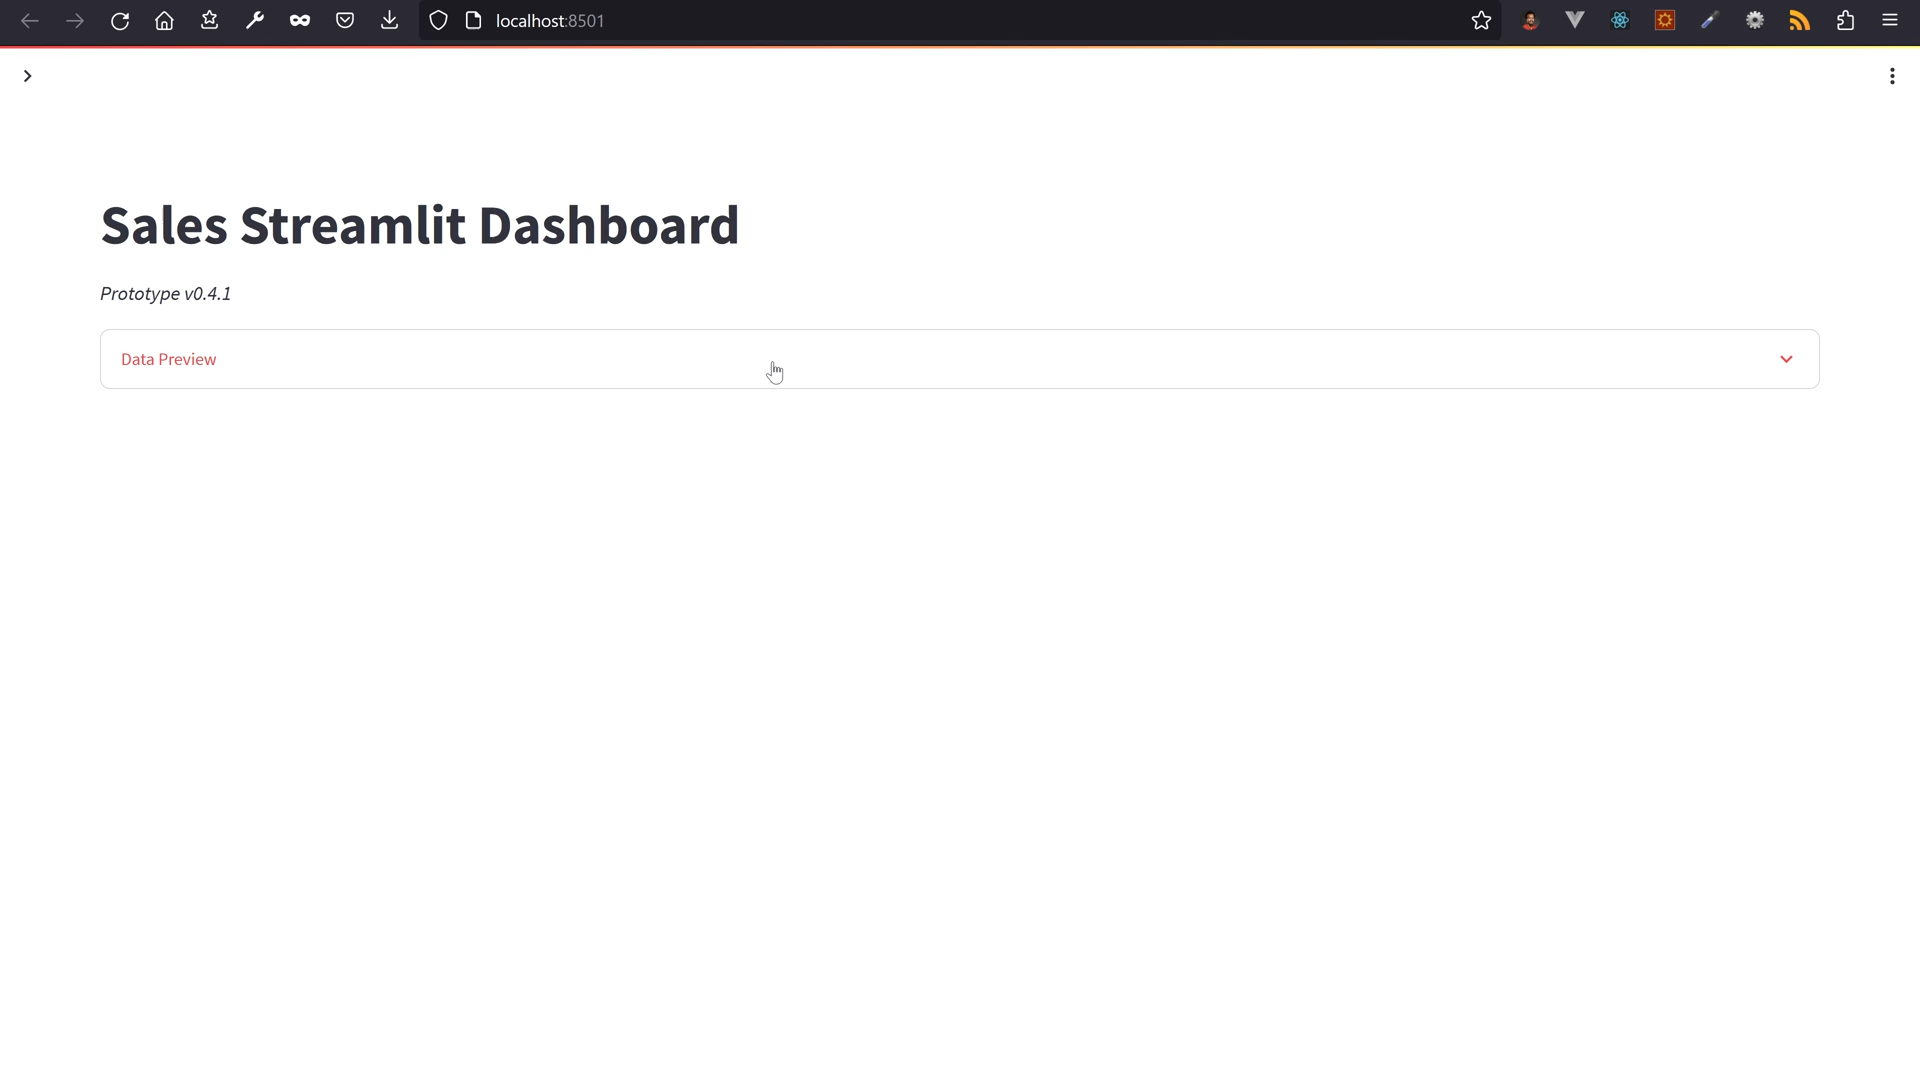 localhost:8501
Sales Streamlit Dashboard
Prototype v0.4.1
Data Preview